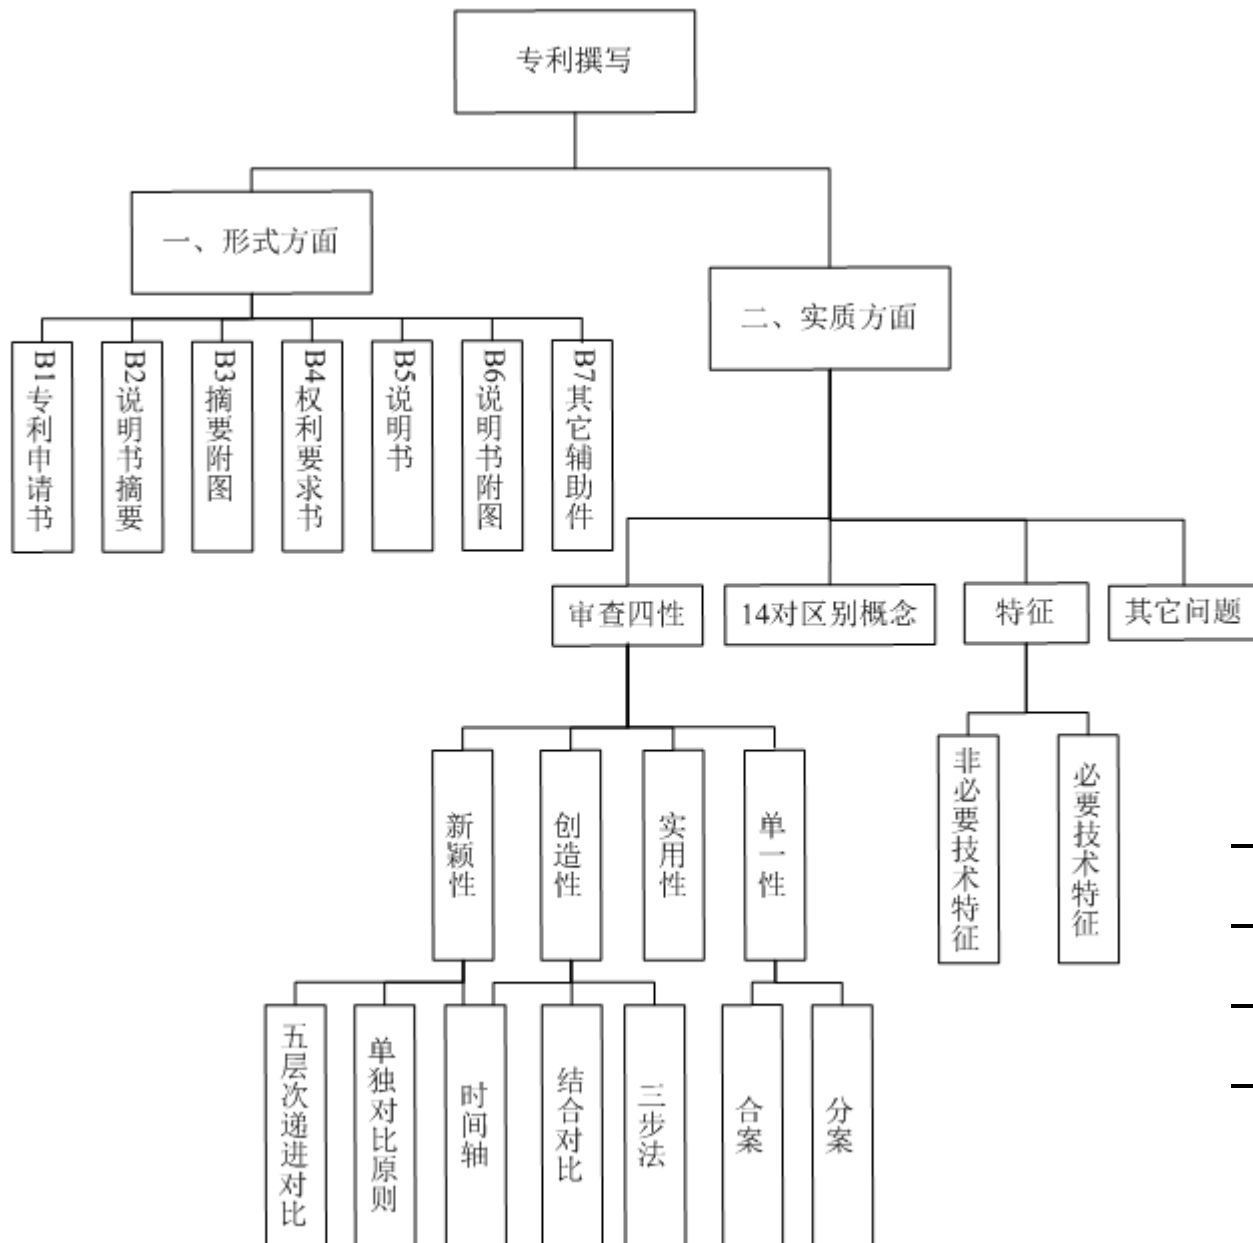 专利撰写
一、形式方面
二、实质方面
B1专利申请书
B2说明书摘要
B3摘要附图
B4权利要求书
B5说明书
B6说明书附图
B7其它辅助件
审查四性
14对区别概念
特征
其它问题
新颖性
创造性
实用性
单一性
非必要技术特征
必要技术特征
五层次递进对比
单独对比原则
时间轴
结合对比
三步法
合案
分案